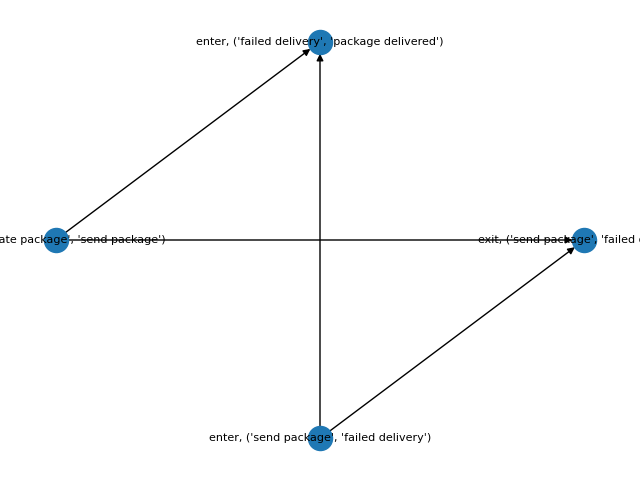 enter, ('failed delivery', 'package delivered')
ate package', 'send package')
exit, ('send package', 'failed
enter, ('send package', 'failed delivery')